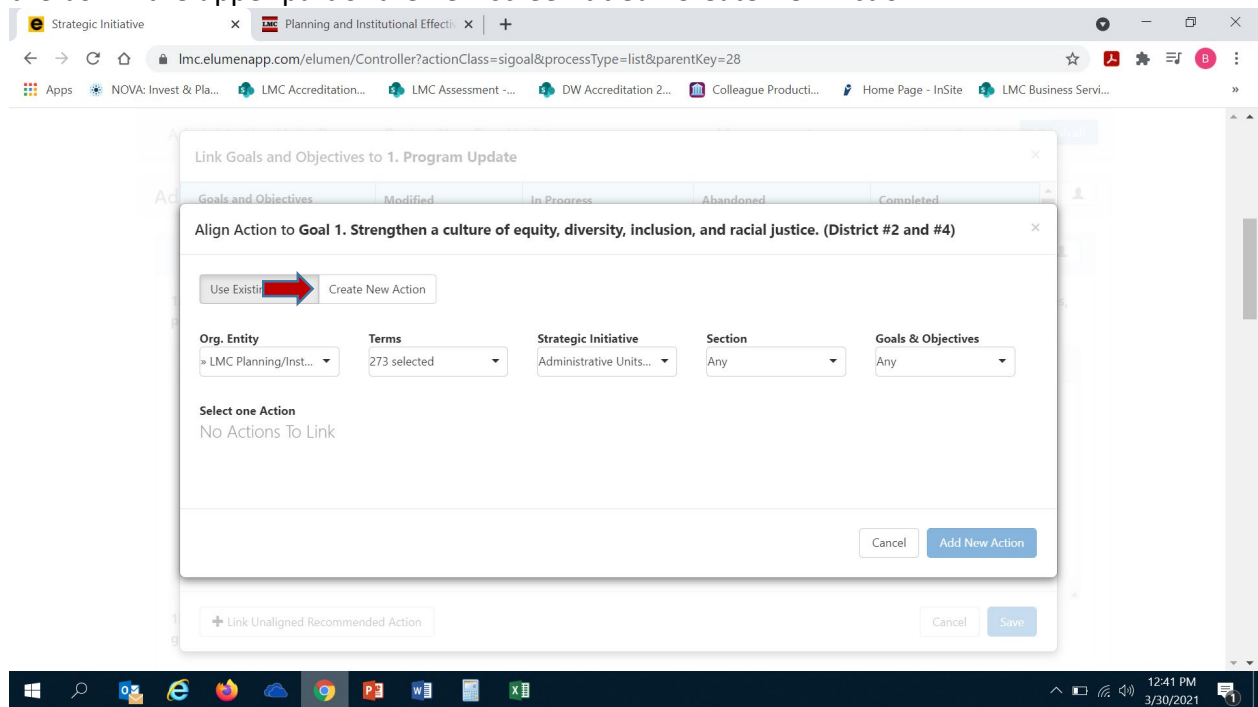 Strategic Initiative
LMC Planning and Institutional Effectiv
lmc.elumenapp.com/elumen/Controller?actionClass=sigoal&processType=list&parentKey=28
Apps NOVA: Invest & Pla... LMC Accreditation... LMC Assessment -... DW Accreditation 2... Colleague Producti... Home Page - InSite LMC Business Servi... »
Link Goals and Objectives to 1. Program Update
Goals and Objectives Modified In Progress Abandoned Completed
Align Action to Goal 1. Strengthen a culture of equity, diversity, inclusion, and racial justice. (District #2 and #4)
Use Existin Create New Action
Org. Entity Terms Strategic Initiative Section Goals & Objectives
» LMC Planning/Inst... 273 selected Administrative Units... Any Any
Select one Action
No Actions To Link
Cancel Add New Action
+ Link Unaligned Recommended Action Cancel Save
12:41 PM
3/30/2021